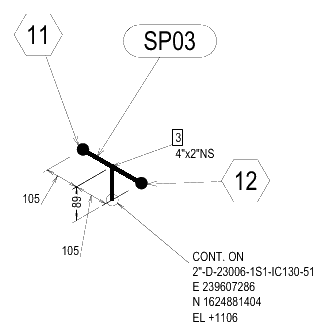 11
SP03
3
4"x2"NS
12
105
89
105
CONT. ON
2"-D-23006-1S1-IC130-51
E 239607286
N 1624881404
EL +1106